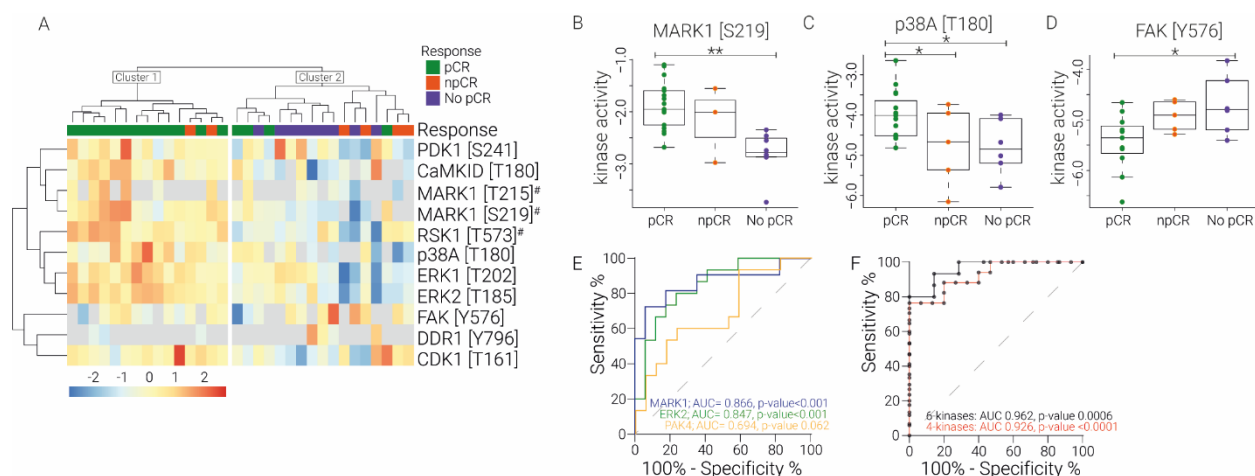 A
Response
pCR
npCR
No pCR
Cluster 1
Cluster 2
Response
PDK1 [S241]
CaMKID [T180]
MARK1 [T215]#
MARK1 [S219]#
RSK1 [T573]#
p38A [T180]
ERK1 [T202]
ERK2 [T185]
FAK [Y576]
DDR1 [Y796]
CDK1 [T161]
-2 -1 0 1 2
B
MARK1 [S219]
**
kinase activity
-1.0
-2.0
-3.0
pCR npCR No pCR
C
p38A [T180]
*
*
kinase activity
-3.0
-4.0
-5.0
-6.0
pCR npCR No pCR
D
FAK [Y576]
*
kinase activity
-4.0
-5.0
-6.0
pCR npCR No pCR
E
Sensitivity %
100
80
60
40
20
0
MARK1; AUC= 0.866, p-value<0.001
ERK2; AUC= 0.847, p-value<0.001
PAK4; AUC= 0.694, p-value 0.062
0 20 40 60 80 100
100% - Specificity %
F
Sensitivity %
100
80
60
40
20
0
6-kinases: AUC 0.962, p-value 0.0006
4-kinases: AUC 0.926, p-value <0.0001
0 20 40 60 80 100
100% - Specificity %